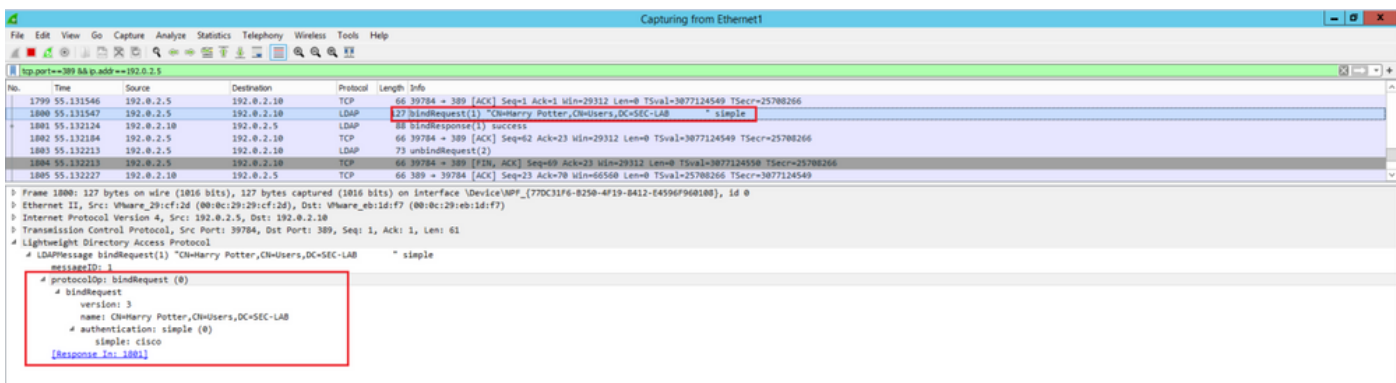 Capturing from Ethernet1
File Edit View Go Capture Analyze Statistics Telephony Wireless Tools Help
tcp.port==389 && ip.addr==192.0.2.5
No. Time Source Destination Protocol Length Info
1799 55.131546 192.0.2.5 192.0.2.10 TCP 66 39784 → 389 [ACK] Seq=1 Ack=1 Win=29312 Len=0 TSval=3077124549 TSecr=25708266
1800 55.131547 192.0.2.5 192.0.2.10 LDAP 127 bindRequest(1) "CN=Harry Potter,CN=Users,DC=SEC-LAB " simple
1801 55.132124 192.0.2.10 192.0.2.5 LDAP 88 bindResponse(1) success
1802 55.132184 192.0.2.5 192.0.2.10 TCP 66 39784 → 389 [ACK] Seq=62 Ack=23 Win=29312 Len=0 TSval=3077124549 TSecr=25708266
1803 55.132213 192.0.2.5 192.0.2.10 LDAP 73 unbindRequest(2)
1804 55.132213 192.0.2.5 192.0.2.10 TCP 66 39784 → 389 [FIN, ACK] Seq=69 Ack=23 Win=29312 Len=0 TSval=3077124550 TSecr=25708266
1805 55.132227 192.0.2.10 192.0.2.5 TCP 66 389 → 39784 [ACK] Seq=23 Ack=70 Win=66560 Len=0 TSval=25708266 TSecr=3077124549
Frame 1800: 127 bytes on wire (1016 bits), 127 bytes captured (1016 bits) on interface \Device\NPF_{77DC31F6-B250-4F19-8412-E4596F960108}, id 0
Ethernet II, Src: VMware_29:cf:2d (00:0c:29:29:cf:2d), Dst: VMware_eb:1d:f7 (00:0c:29:eb:1d:f7)
Internet Protocol Version 4, Src: 192.0.2.5, Dst: 192.0.2.10
Transmission Control Protocol, Src Port: 39784, Dst Port: 389, Seq: 1, Ack: 1, Len: 61
Lightweight Directory Access Protocol
LDAPMessage bindRequest(1) "CN=Harry Potter,CN=Users,DC=SEC-LAB " simple
messageID: 1
protocolOp: bindRequest (0)
bindRequest
version: 3
name: CN=Harry Potter,CN=Users,DC=SEC-LAB
authentication: simple (0)
simple: cisco
[Response In: 1801]